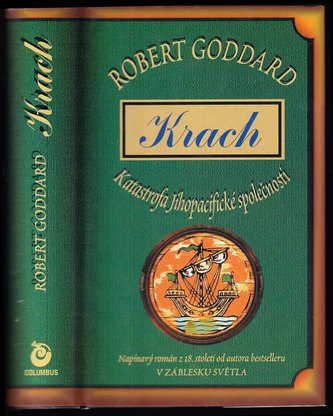 ROBERT GODDARD
Krach
Katastrofa Jihopacifické společnosti
Napínavý román z 18. století od autora bestselleru
V ZÁBLESKU SVĚTLA
ROBERT GODDARD Krach
COLUMBUS